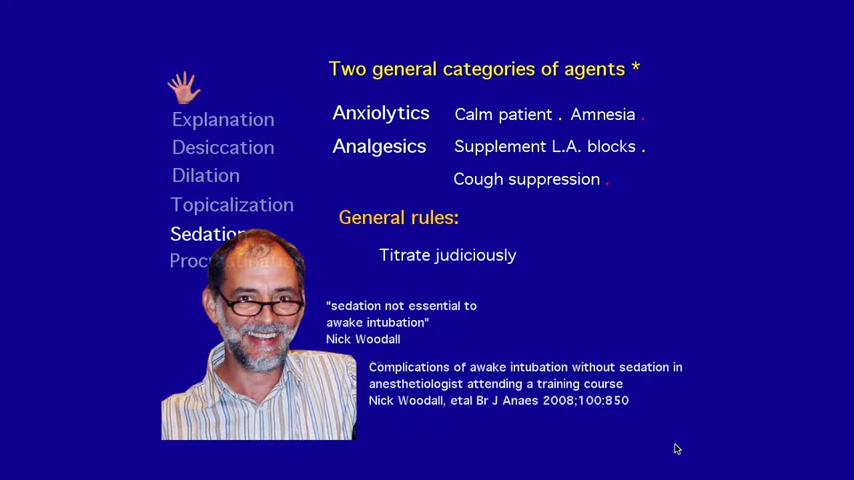 Two general categories of agents *
Explanation
Desiccation
Dilation
Topicalization
Sedation
Anxiolytics Calm patient . Amnesia .
Analgesics Supplement L.A. blocks .
Cough suppression .
General rules:
Titrate judiciously
"sedation not essential to
awake intubation"
Nick Woodall
Complications of awake intubation without sedation in
anesthetiologist attending a training course
Nick Woodall, etal Br J Anaes 2008;100:850